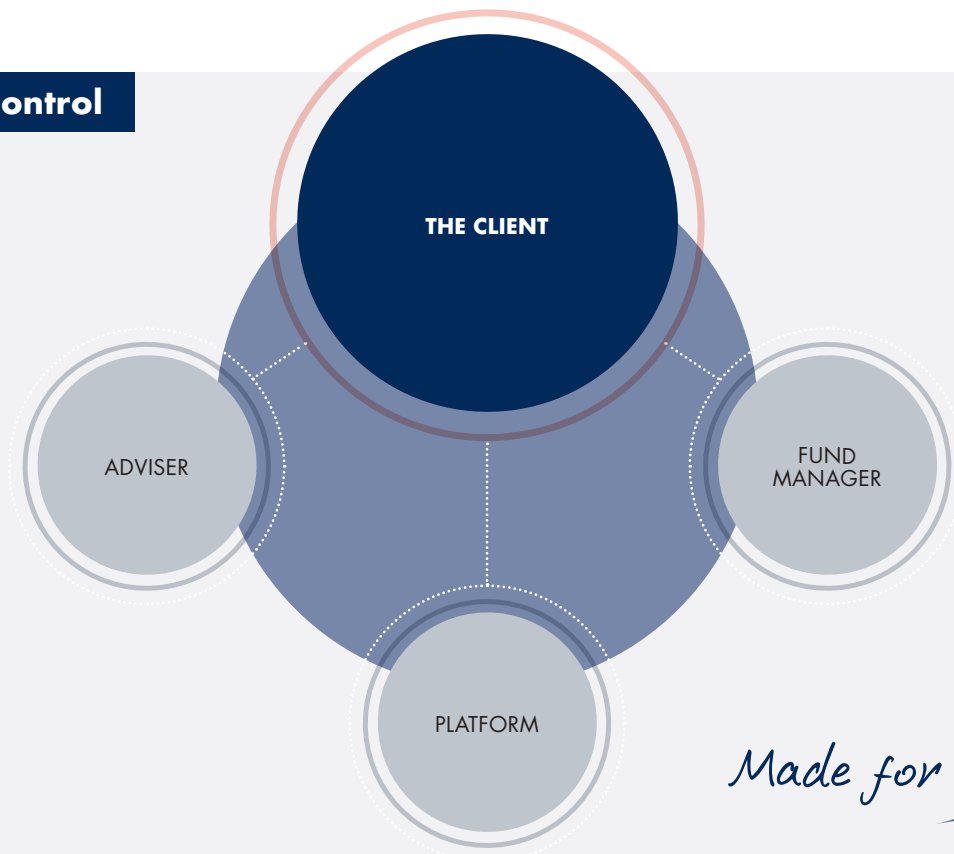 ontrol
THE CLIENT
ADVISER
FUND
MANAGER
PLATFORM
Made for